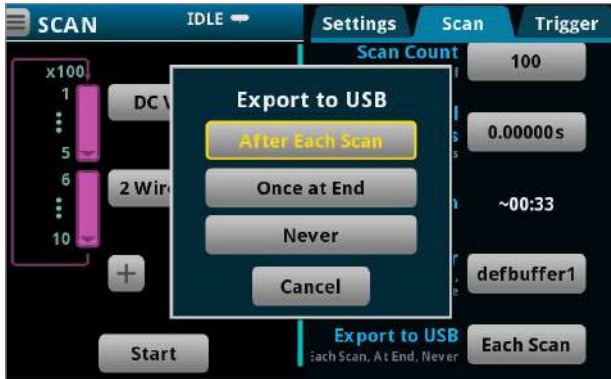 SCAN
IDLE
Settings
Scan
Trigger
x100
1
5
6
10
DC V
2 Wir
Start
Scan Count
100
0.00000s
~00:33
defbuffer1
Export to USB
Each Scan, At End, Never
Each Scan
Export to USB
After Each Scan
Once at End
Never
Cancel